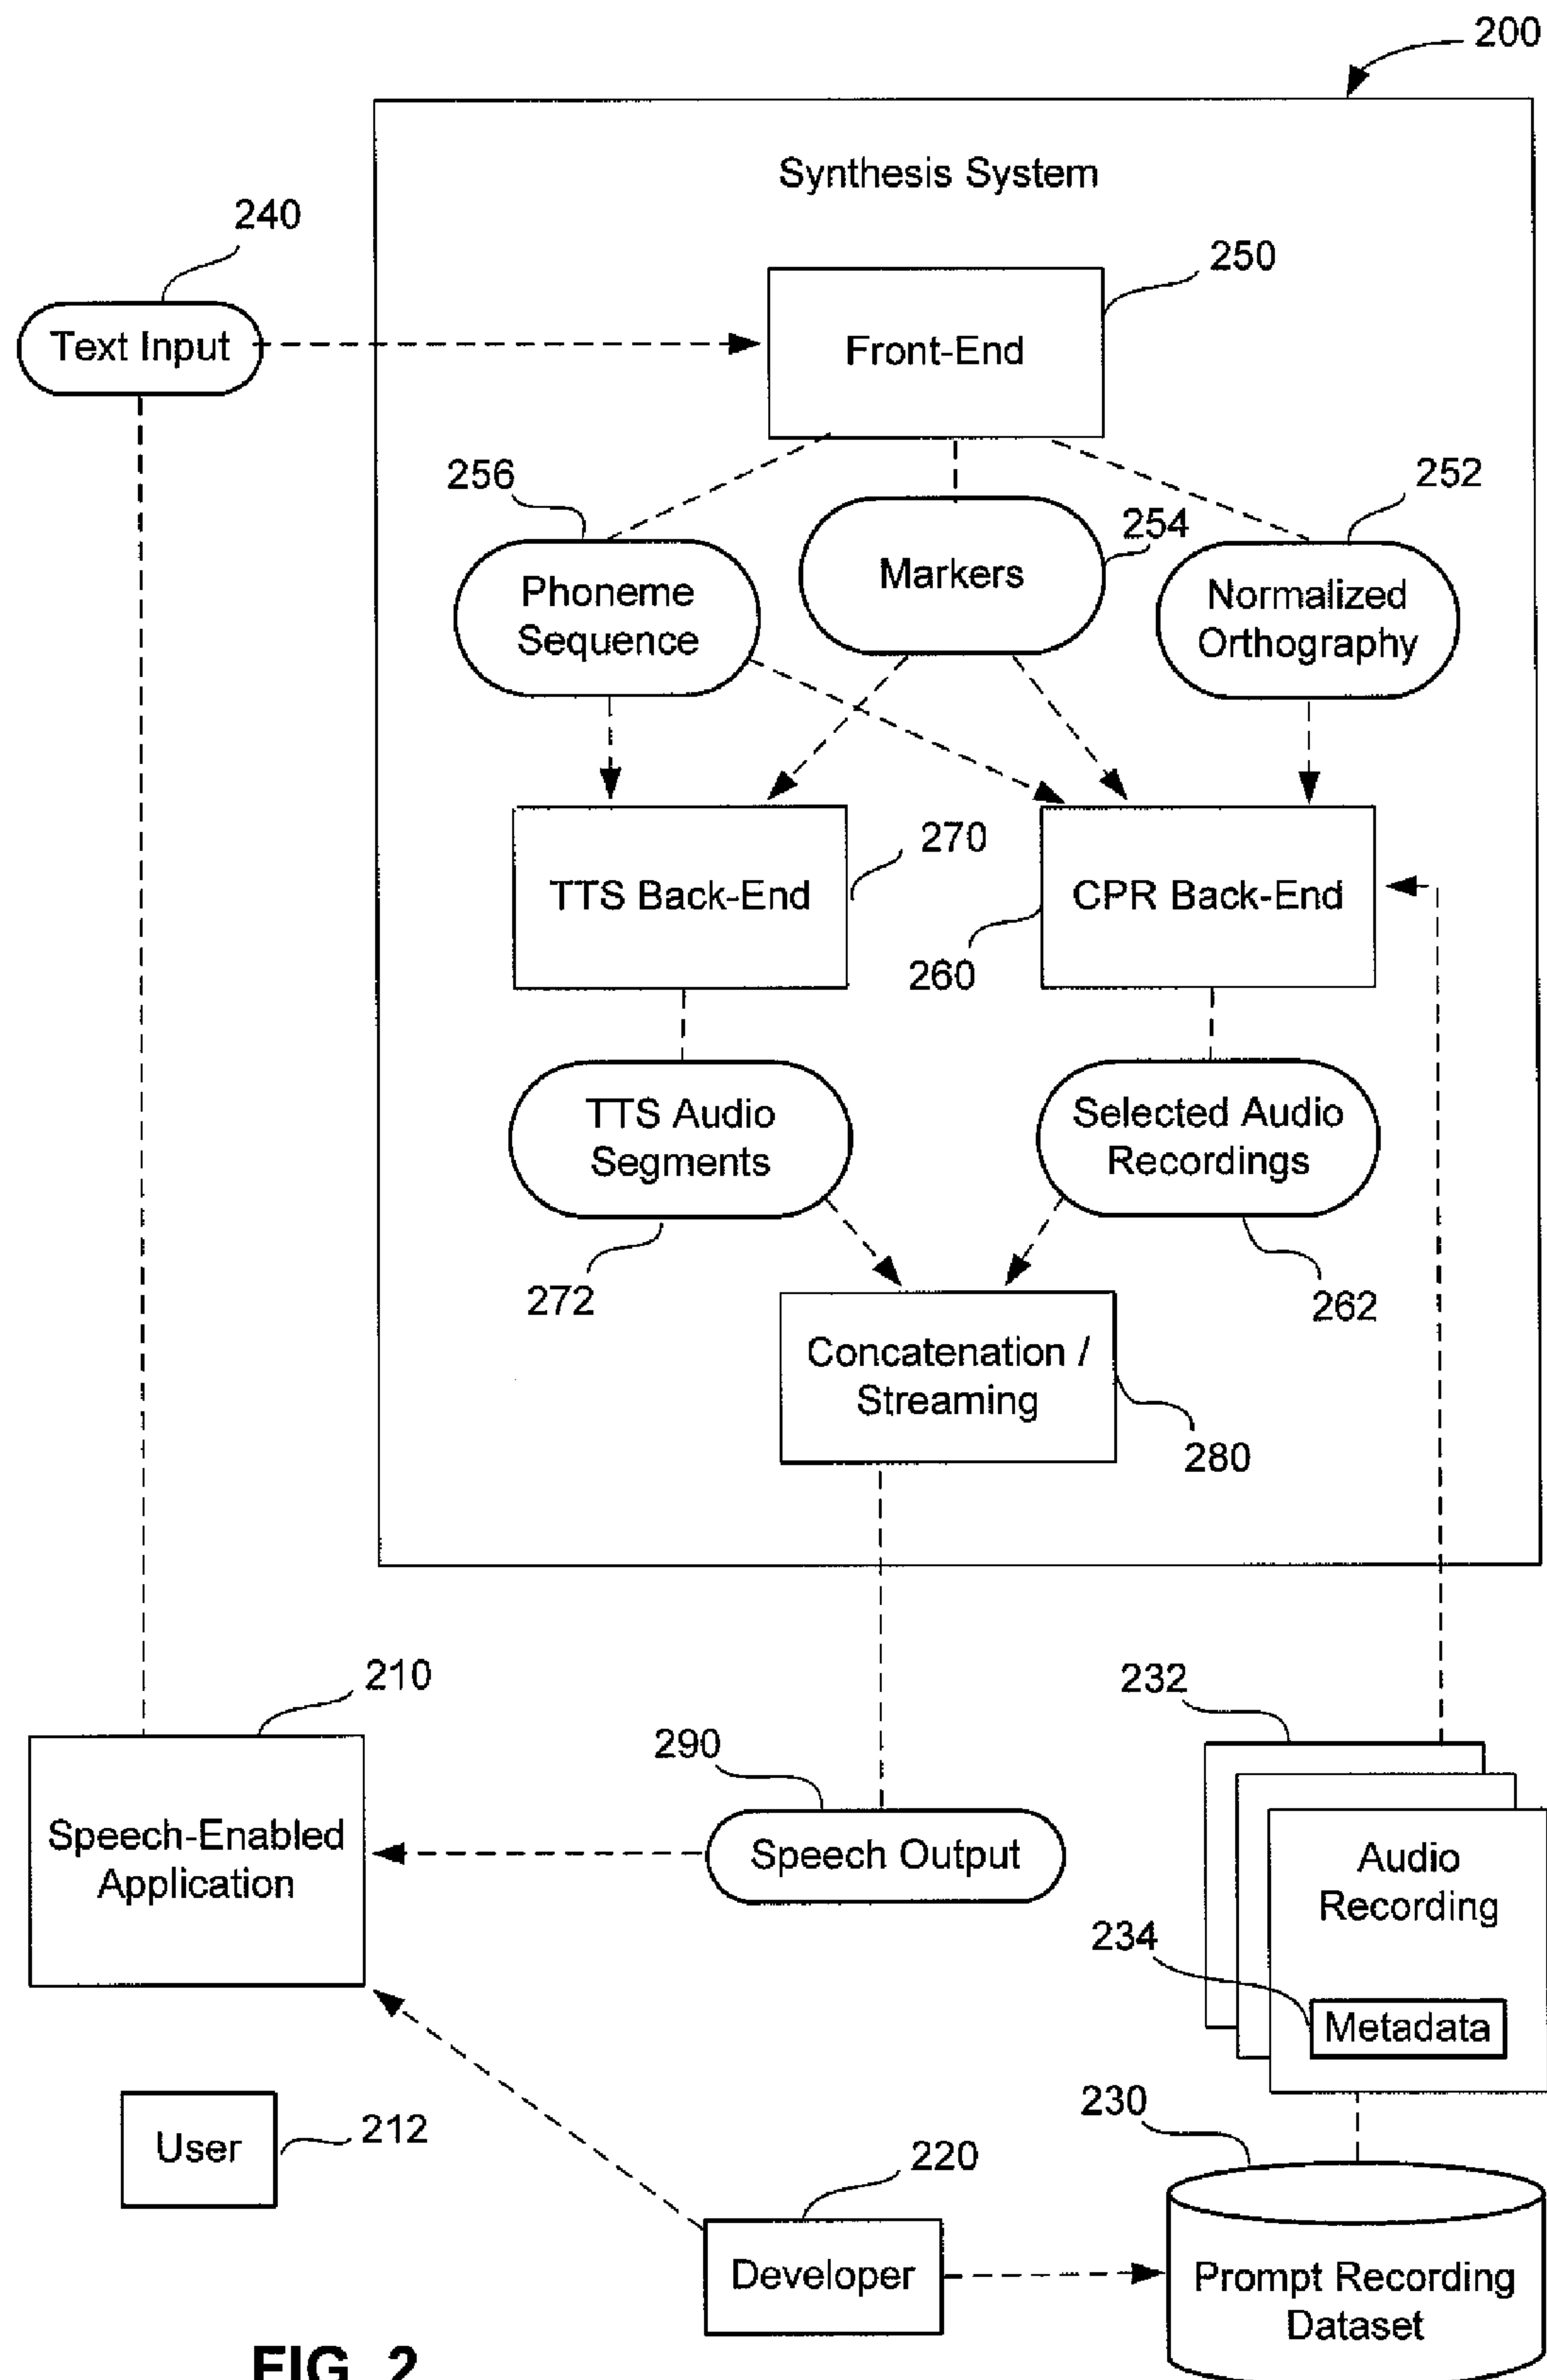 200
Synthesis System
240
250
Text Input
Front-End
256
252
254
Markers
Phoneme
Sequence
Normalized
Orthography
270
TTS Back-End
CPR Back-End
260
TTS Audio
Segments
Selected Audio
Recordings
272
262
Concatenation /
Streaming
280
210
232
290
Speech-Enabled
Application
Speech Output
Audio
Recording
234
Metadata
230
User
212
220
Developer
Prompt Recording
Dataset
FIG. 2